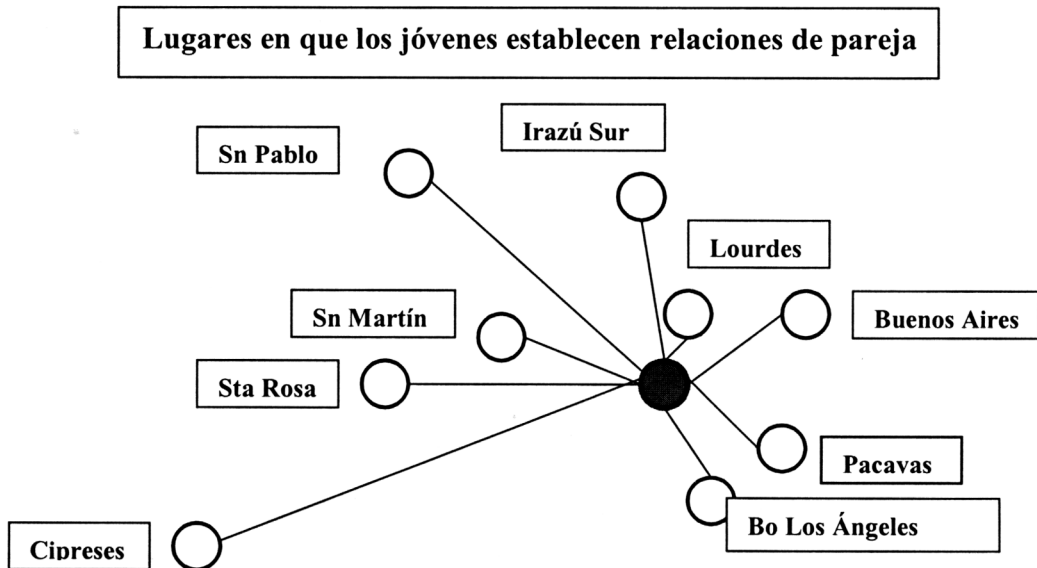 Lugares en que los jóvenes establecen relaciones de pareja
Irazú Sur
Sn Pablo
Lourdes
Sn Martín
Buenos Aires
Sta Rosa
Pacavas
Bo Los Ángeles
Cipreses